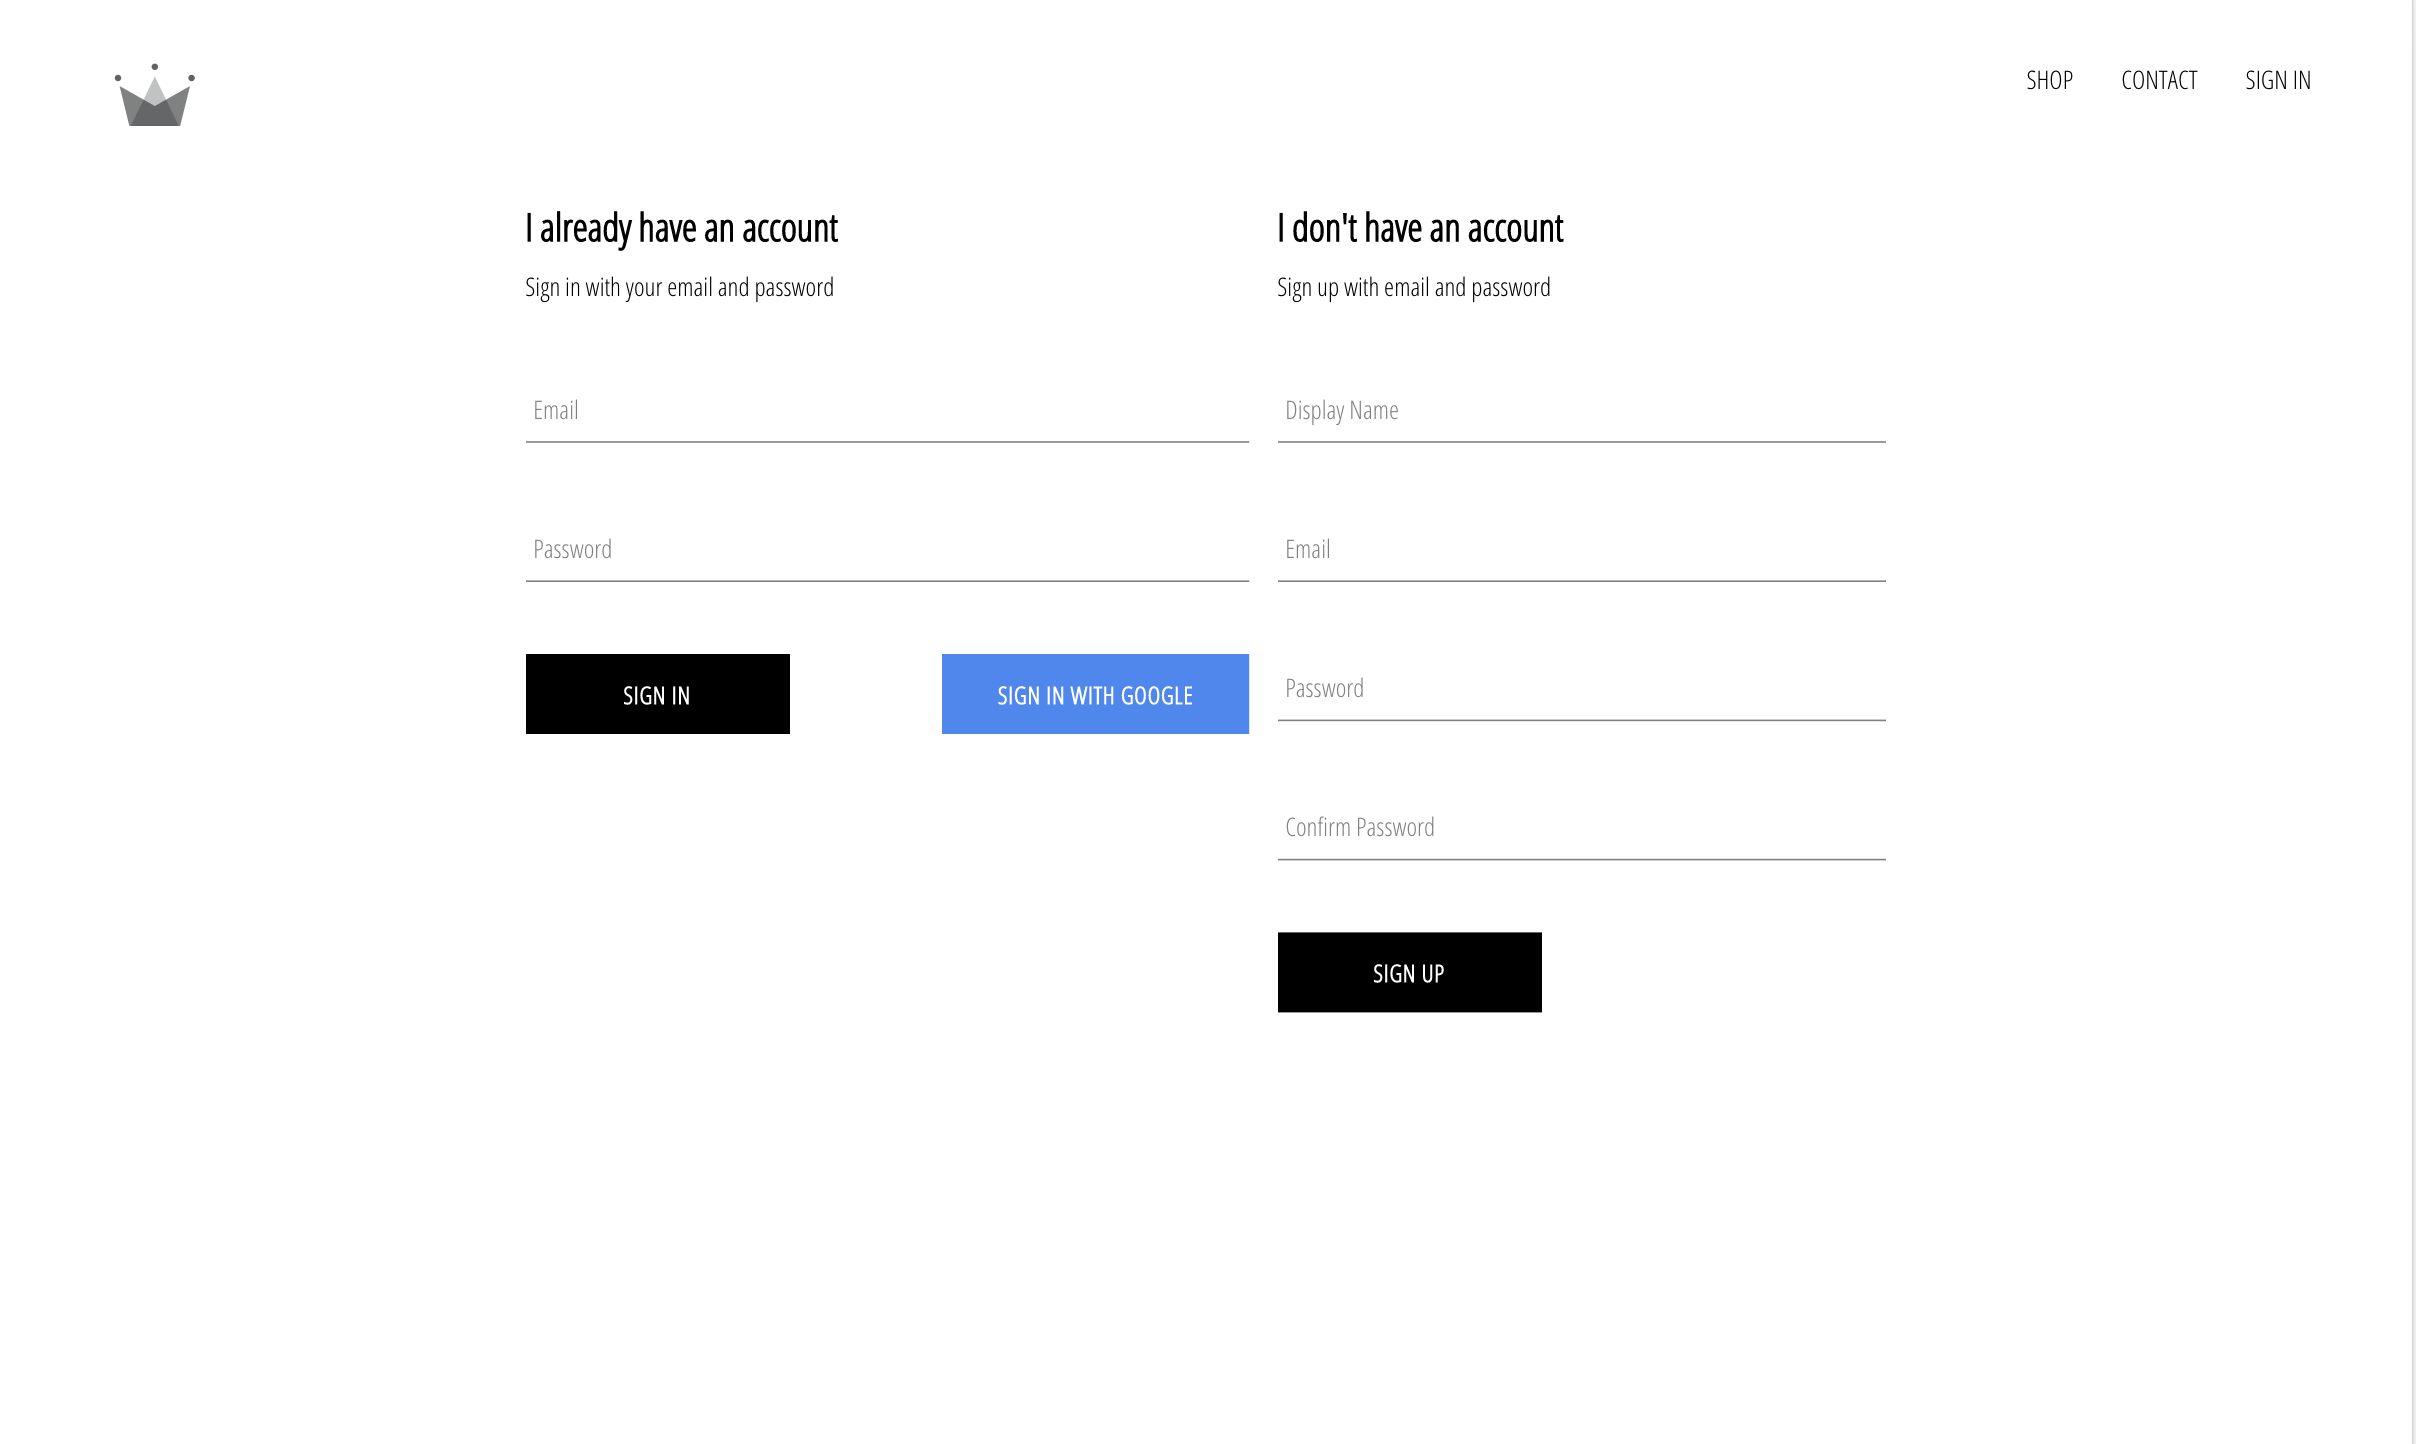 SHOP
CONTACT
SIGN IN
I already have an account
Sign in with your email and password
Email
Password
SIGN IN
SIGN IN WITH GOOGLE
I don't have an account
Sign up with email and password
Display Name
Email
Password
Confirm Password
SIGN UP